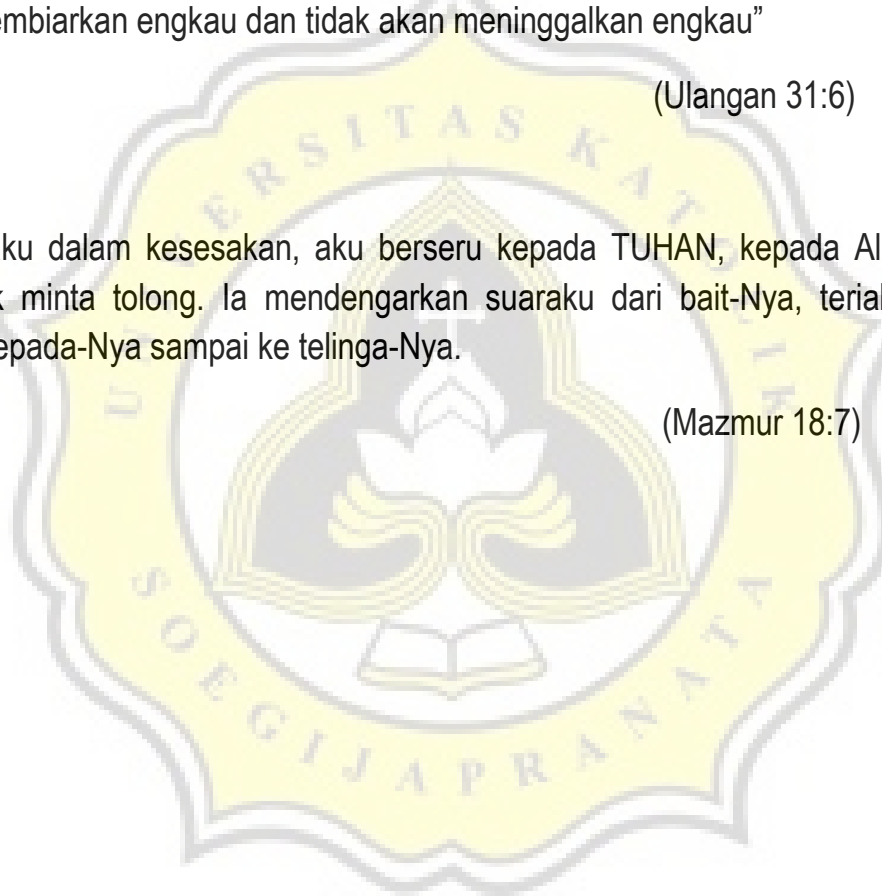 embiarkan engkau dan tidak akan meninggalkan engkau”
(Ulangan 31:6)
UNIVERSITAS KATOLIK
ku dalam kesesakan, aku berseru kepada TUHAN, kepada Al
k minta tolong. Ia mendengarkan suaraku dari bait-Nya, teria
epada-Nya sampai ke telinga-Nya.
(Mazmur 18:7)
SOEGIJAPRANATA